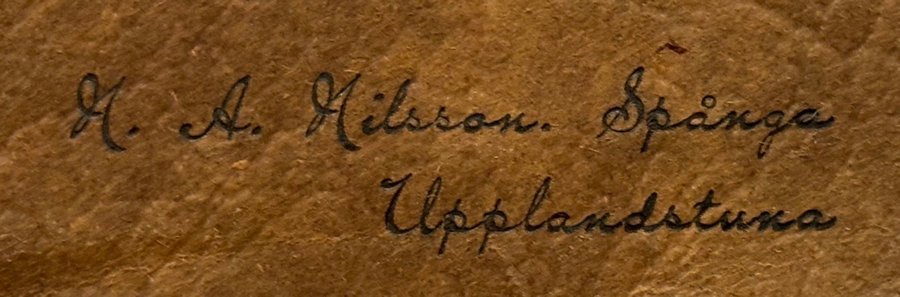 N. A. Nilsson. Spånga
Upplandstuna